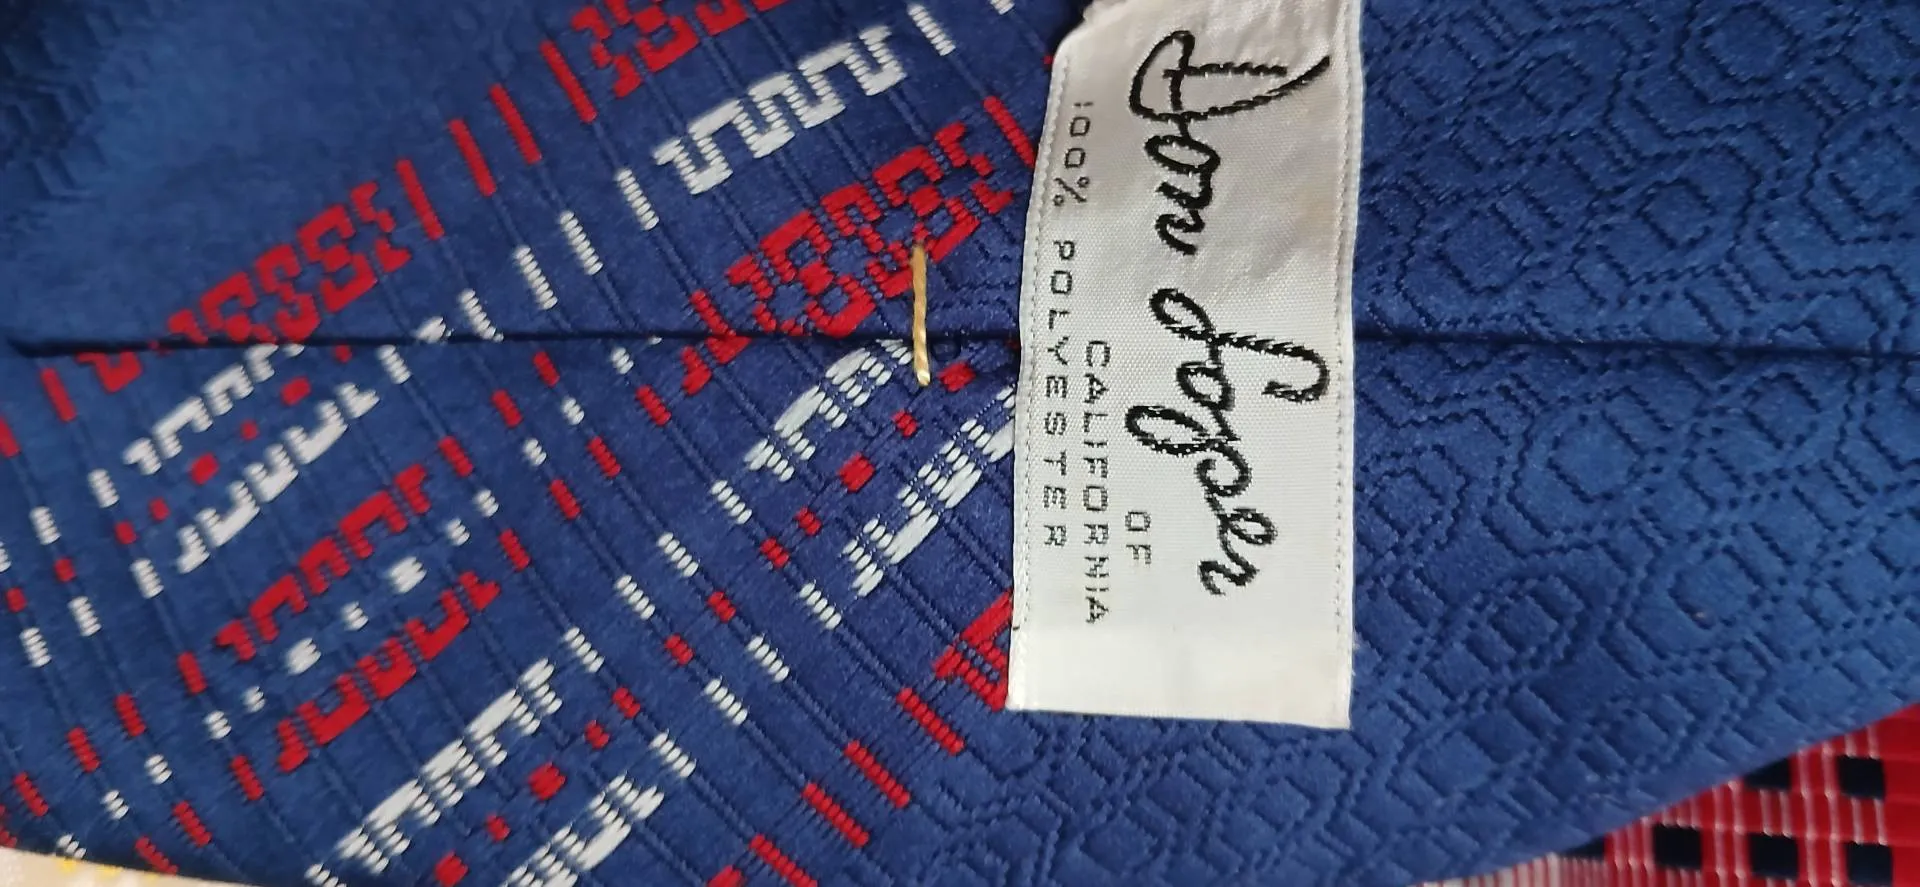 Don Loper
OF
CALIFORNIA
100% POLYESTER